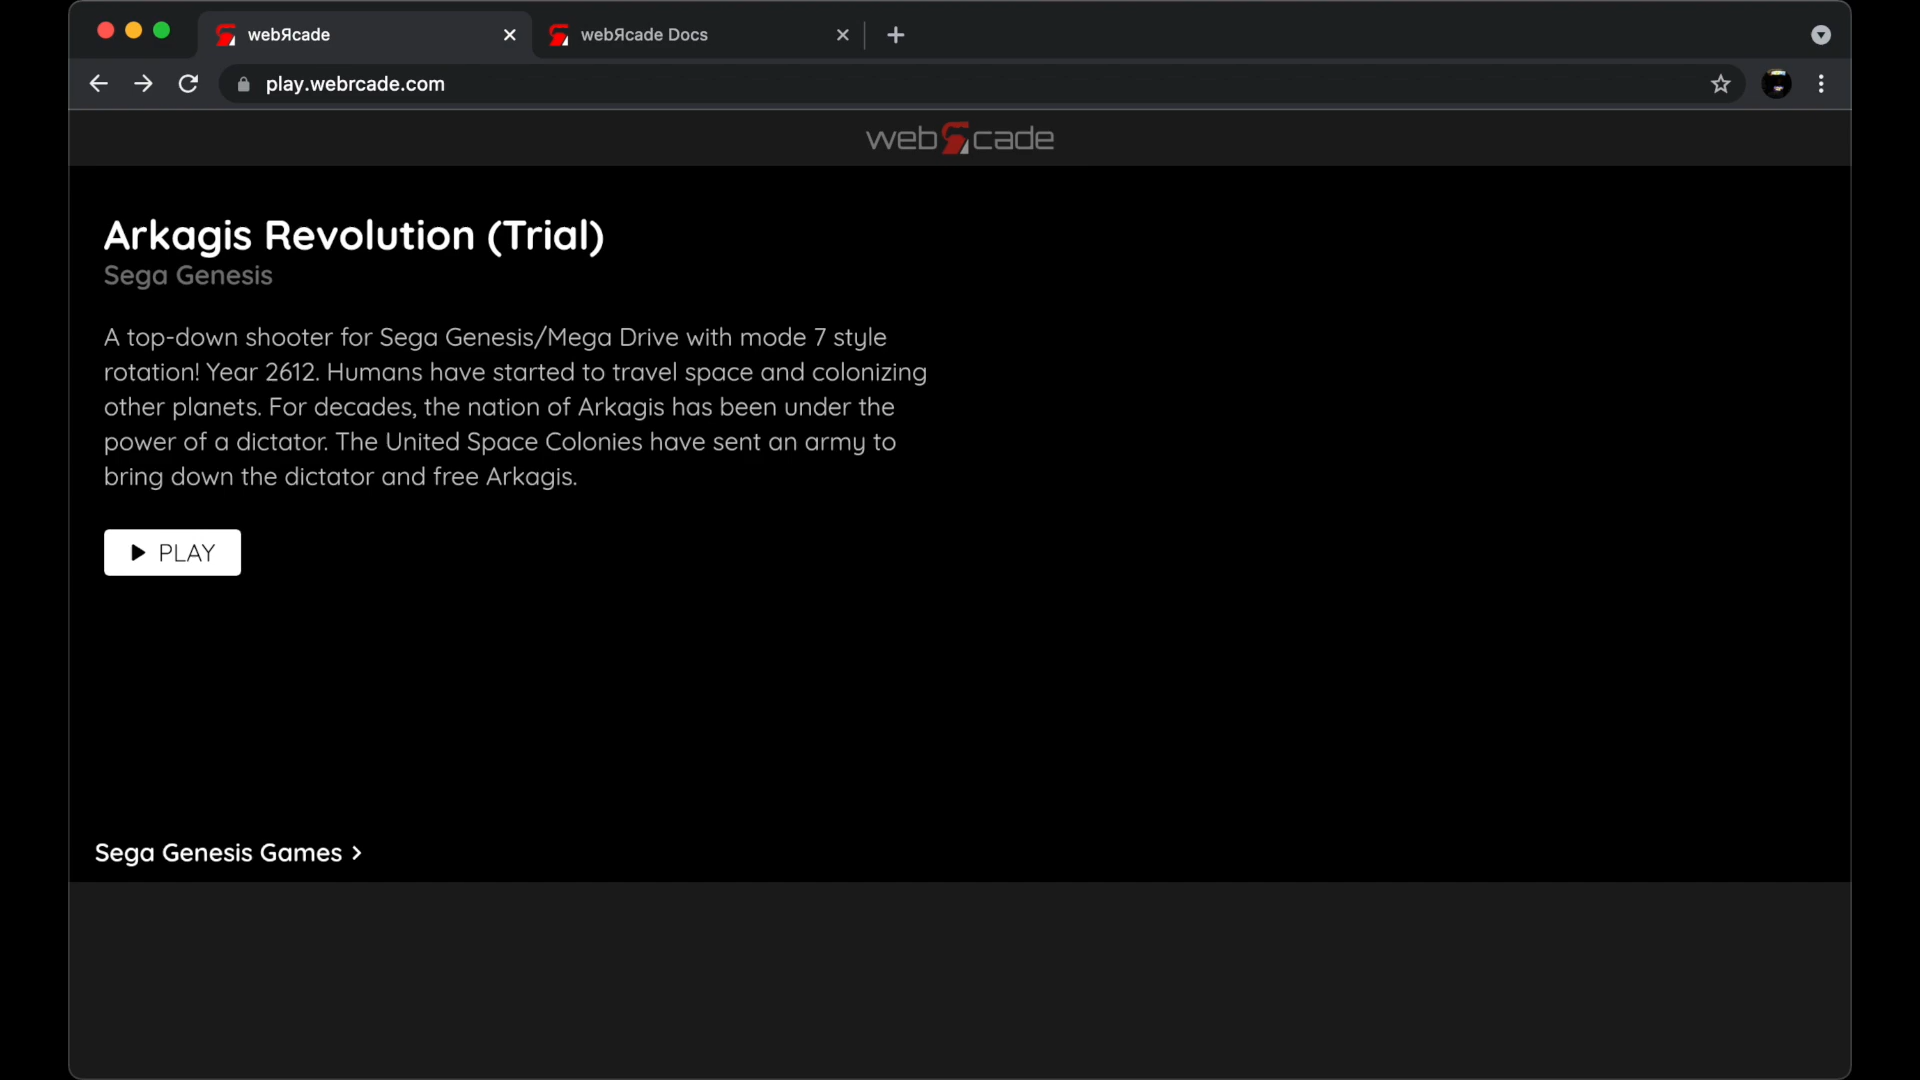 webЯcade
webЯcade Docs
play.webrcade.com
webЯcade
Arkagis Revolution (Trial)
Sega Genesis
A top-down shooter for Sega Genesis/Mega Drive with mode 7 style
rotation! Year 2612. Humans have started to travel space and colonizing
other planets. For decades, the nation of Arkagis has been under the
power of a dictator. The United Space Colonies have sent an army to
bring down the dictator and free Arkagis.
PLAY
Sega Genesis Games >